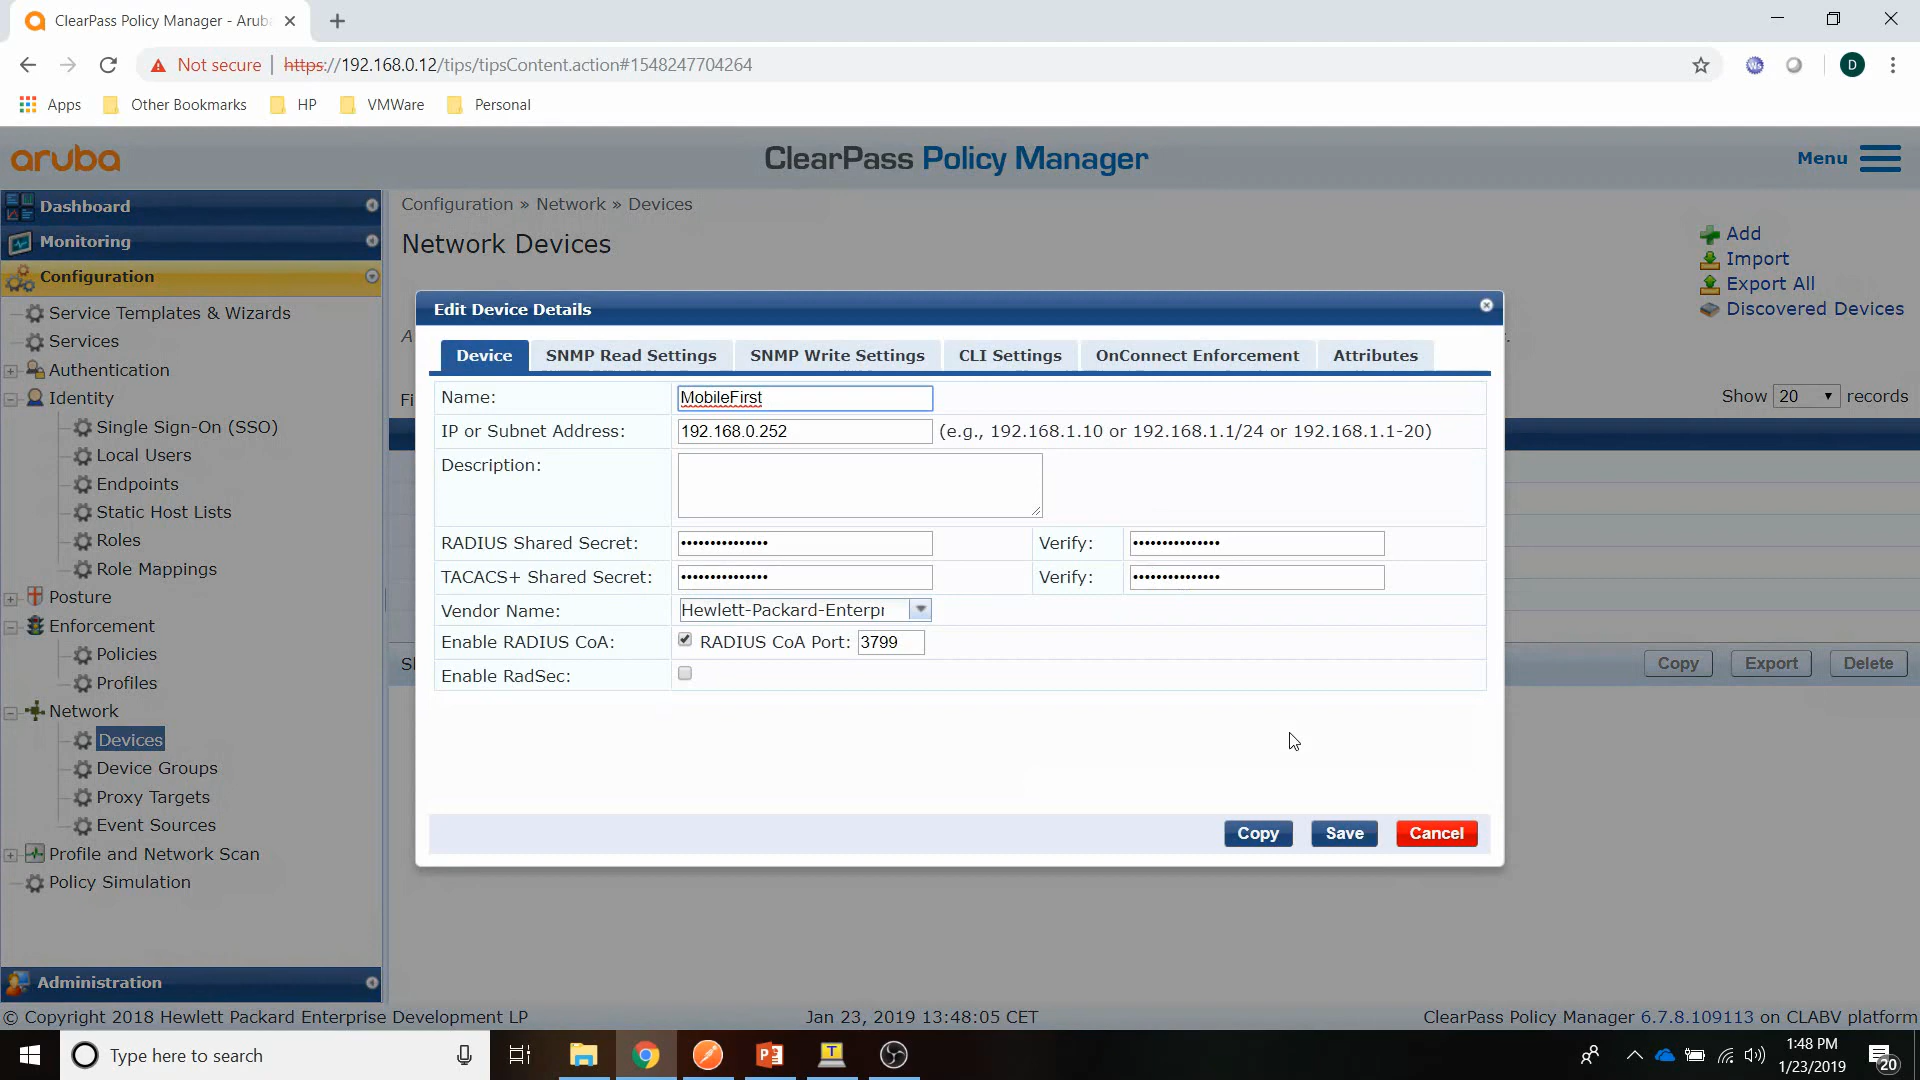 ClearPass Policy Manager - Aruba
Not secure | https://192.168.0.12/tips/tipsContent.action#1548247704264
D
Apps Other Bookmarks HP VMWare Personal
aruba
ClearPass Policy Manager
Menu
Dashboard
Monitoring
Configuration
Service Templates & Wizards
Services
Authentication
Identity
Single Sign-On (SSO)
Local Users
Endpoints
Static Host Lists
Roles
Role Mappings
Posture
Enforcement
Policies
Profiles
Network
Devices
Device Groups
Proxy Targets
Event Sources
Profile and Network Scan
Policy Simulation
Administration
Configuration » Network » Devices
Network Devices
Add
Import
Export All
Discovered Devices
A
Fi
Show 20 records
Edit Device Details
Device SNMP Read Settings SNMP Write Settings CLI Settings OnConnect Enforcement Attributes
Name: MobileFirst
IP or Subnet Address: 192.168.0.252 (e.g., 192.168.1.10 or 192.168.1.1/24 or 192.168.1.1-20)
Description:
RADIUS Shared Secret: ••••••••••••••• Verify: •••••••••••••••
TACACS+ Shared Secret: ••••••••••••••• Verify: •••••••••••••••
Vendor Name: Hewlett-Packard-Enterpr
Enable RADIUS CoA: RADIUS CoA Port: 3799
Enable RadSec:
Copy Save Cancel
Copy Export Delete
© Copyright 2018 Hewlett Packard Enterprise Development LP
Jan 23, 2019 13:48:05 CET
ClearPass Policy Manager 6.7.8.109113 on CLABV platform
Type here to search
1:48 PM
1/23/2019
20